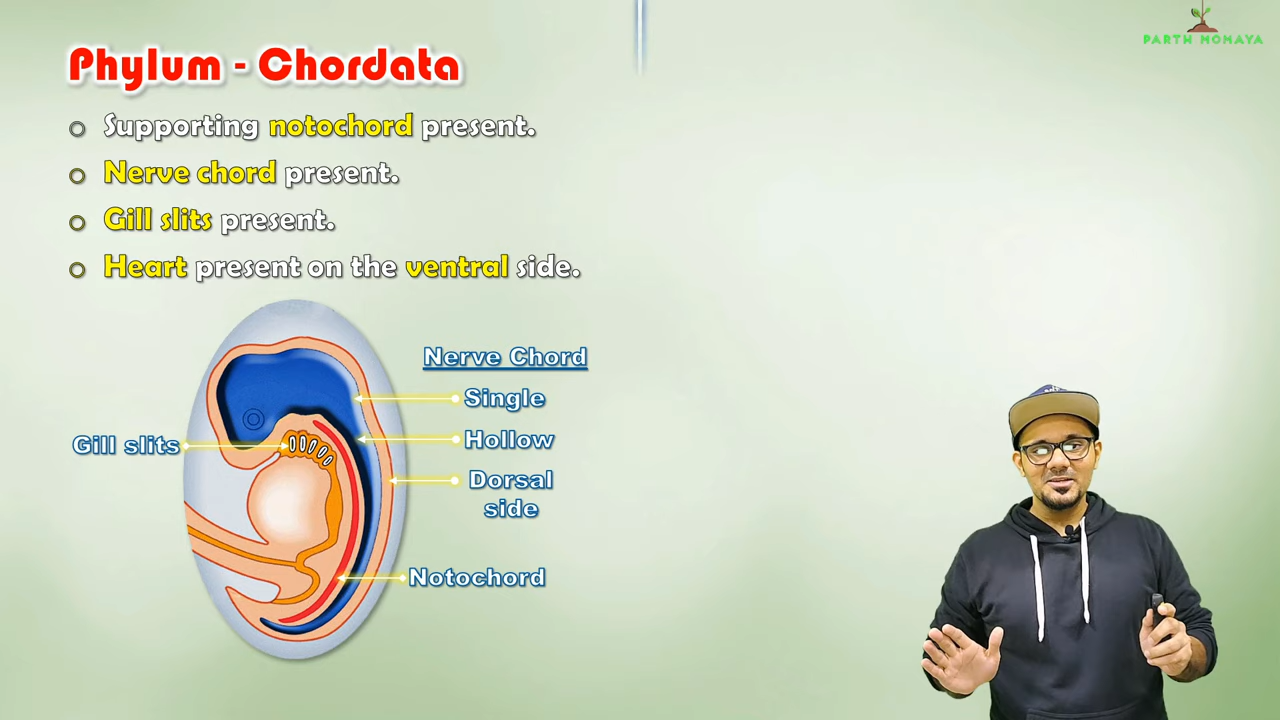 PARTH MOMAYA
Phylum - Chordata
Supporting notochord present.
Nerve chord present.
Gill slits present.
Heart present on the ventral side.
Nerve Chord
Single
Gill slits
Hollow
Dorsal
side
Notochord